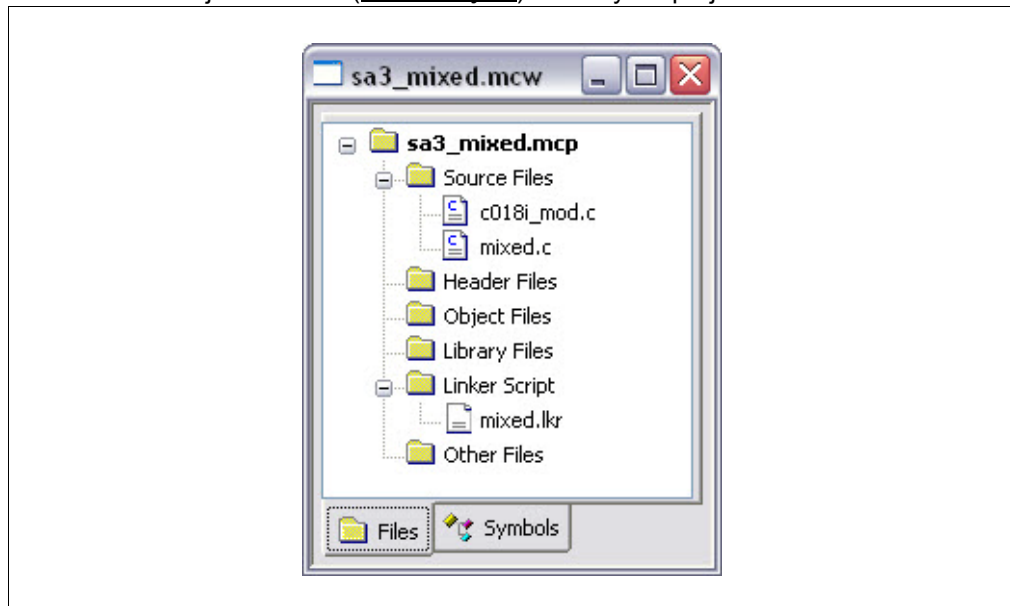 sa3_mixed.mcw
sa3_mixed.mcp
Source Files
c018i_mod.c
mixed.c
Header Files
Object Files
Library Files
Linker Script
mixed.lkr
Other Files
Files
Symbols